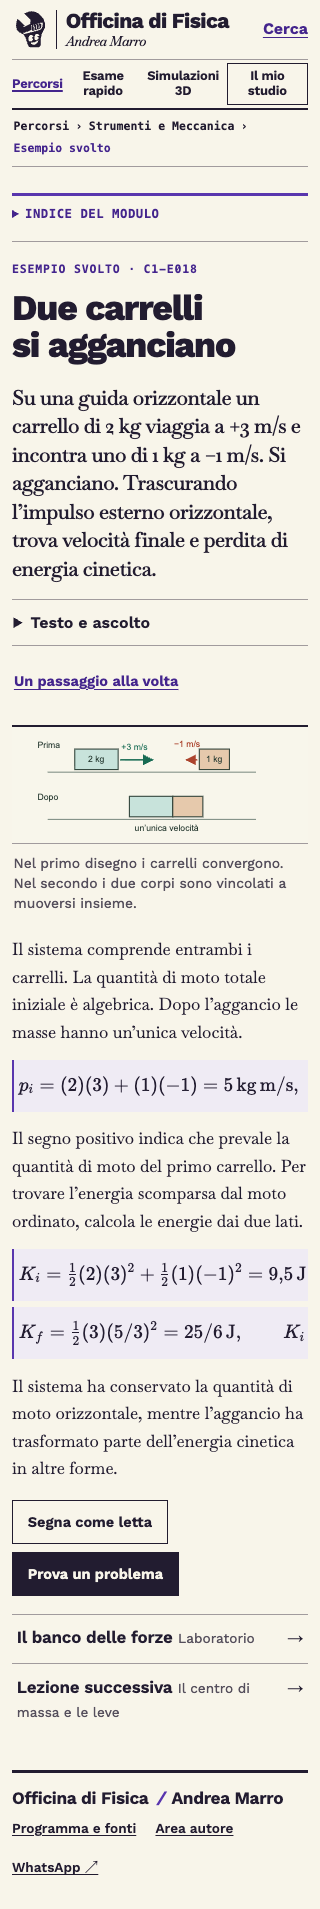 Officina di Fisica
Andrea Marro
Cerca
Percorsi
Esame
rapido
Simulazioni
3D
Il mio
studio
Percorsi › Strumenti e Meccanica ›
Esempio svolto
▶ INDICE DEL MODULO
ESEMPIO SVOLTO · C1–E018
Due carrelli
si agganciano
Su una guida orizzontale un
carrello di 2 kg viaggia a +3 m/s e
incontra uno di 1 kg a −1 m/s. Si
agganciano. Trascurando
l’impulso esterno orizzontale,
trova velocità finale e perdita di
energia cinetica.
▶ Testo e ascolto
Un passaggio alla volta
Prima
2 kg
+3 m/s
−1 m/s
1 kg
Dopo
un’unica velocità
Nel primo disegno i carrelli convergono.
Nel secondo i due corpi sono vincolati a
muoversi insieme.
Il sistema comprende entrambi i
carrelli. La quantità di moto totale
iniziale è algebrica. Dopo l’aggancio le
masse hanno un’unica velocità.
p_i = (2)(3) + (1)(−1) = 5 kg m/s,
Il segno positivo indica che prevale la
quantità di moto del primo carrello. Per
trovare l’energia scomparsa dal moto
ordinato, calcola le energie dai due lati.
K_i = 1/2(2)(3)² + 1/2(1)(−1)² = 9,5 J
K_f = 1/2(3)(5/3)² = 25/6 J, K_i
Il sistema ha conservato la quantità di
moto orizzontale, mentre l’aggancio ha
trasformato parte dell’energia cinetica
in altre forme.
Segna come letta
Prova un problema
Il banco delle forze Laboratorio →
Lezione successiva Il centro di →
massa e le leve
Officina di Fisica / Andrea Marro
Programma e fonti Area autore
WhatsApp ↗